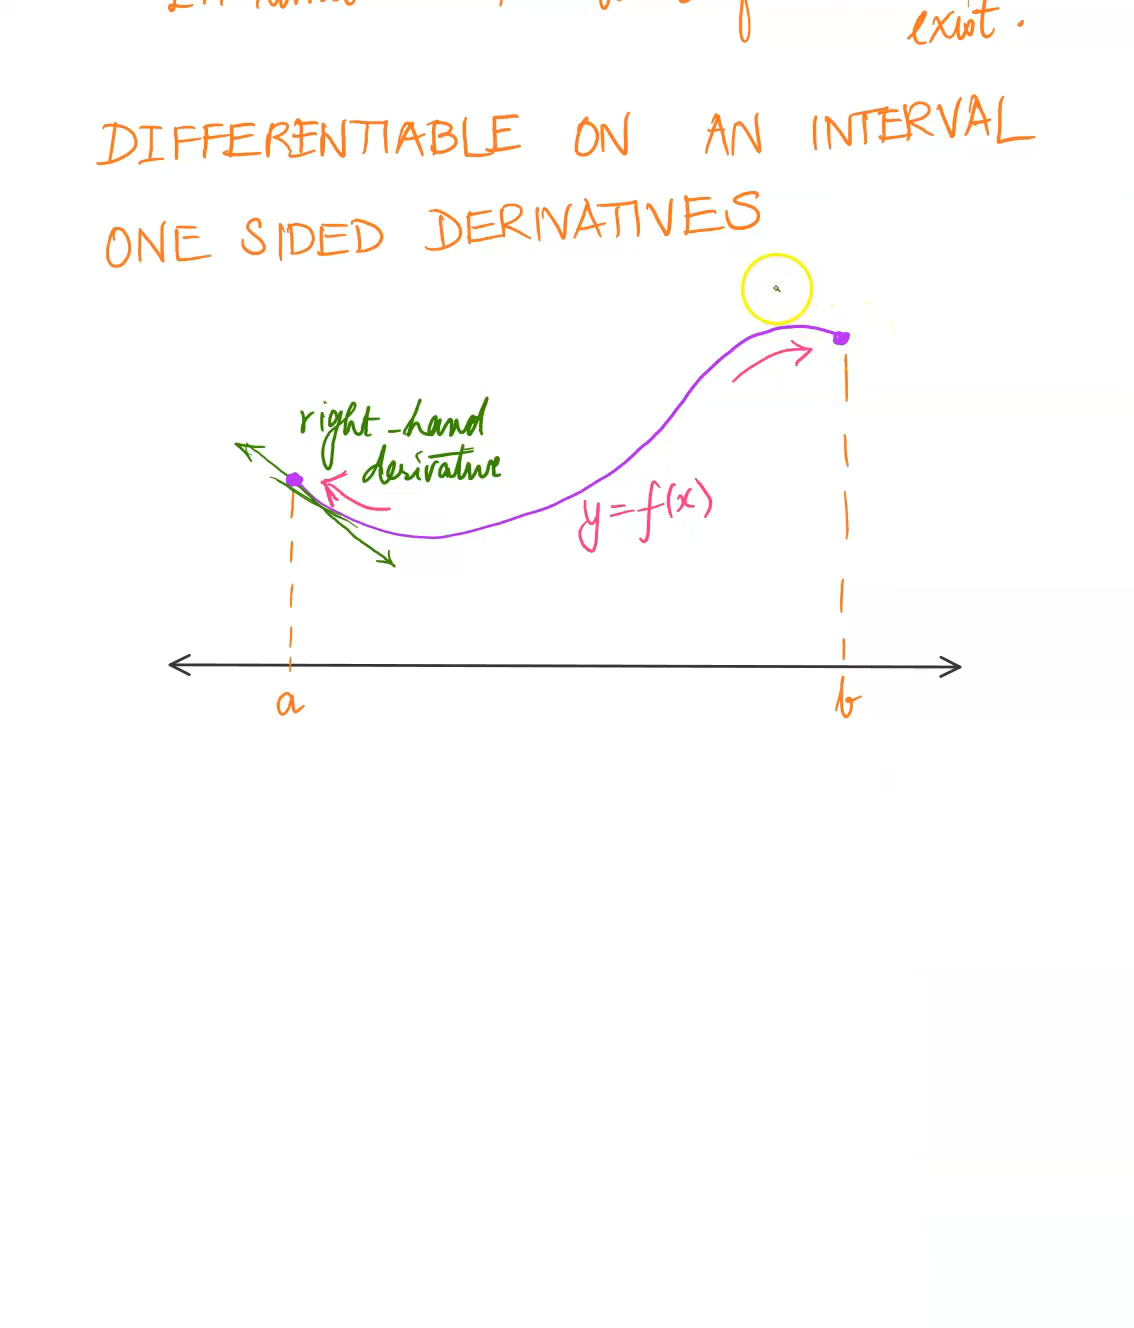 exist.
DIFFERENTIABLE ON AN INTERVAL
ONE SIDED DERIVATIVES
right-hand
derivative
y=f(x)
a b